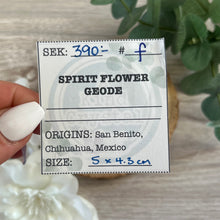 SEK: 390:- # f
SPIRIT FLOWER
GEODE
ORIGINS: San Benito,
Chihuahua, Mexico
SIZE: 5 x 4.3 cm